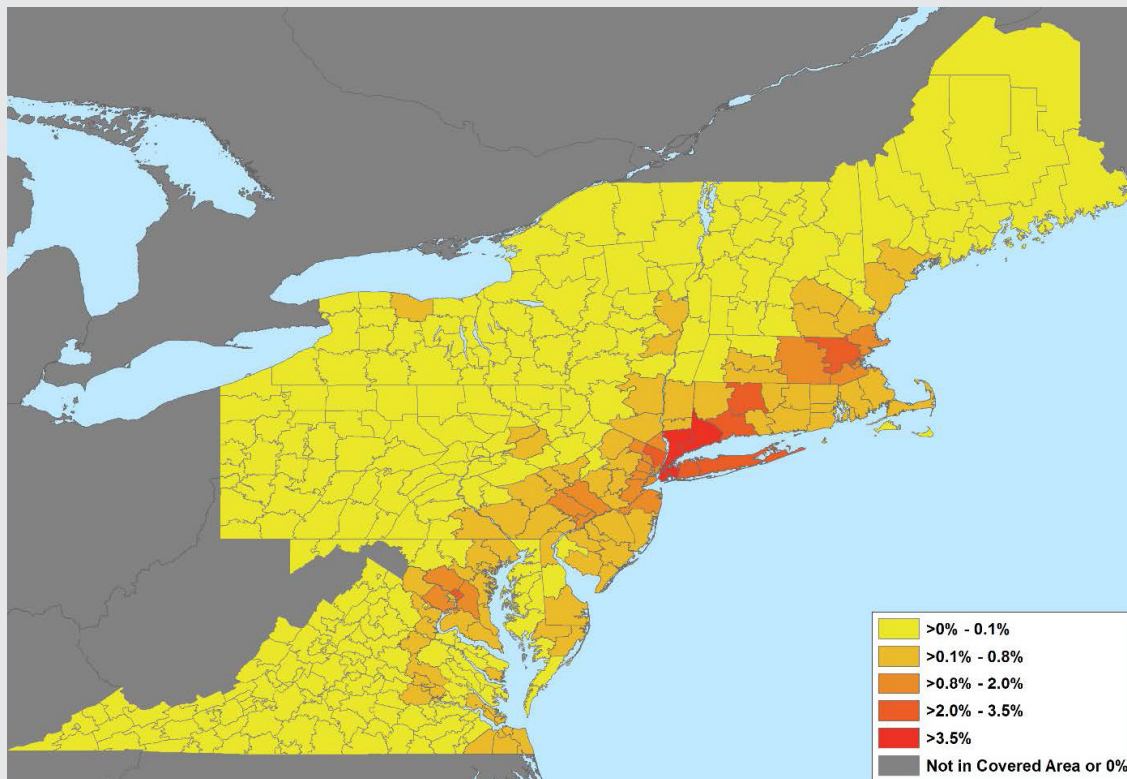 >0% - 0.1%
>0.1% - 0.8%
>0.8% - 2.0%
>2.0% - 3.5%
>3.5%
Not in Covered Area or 0%